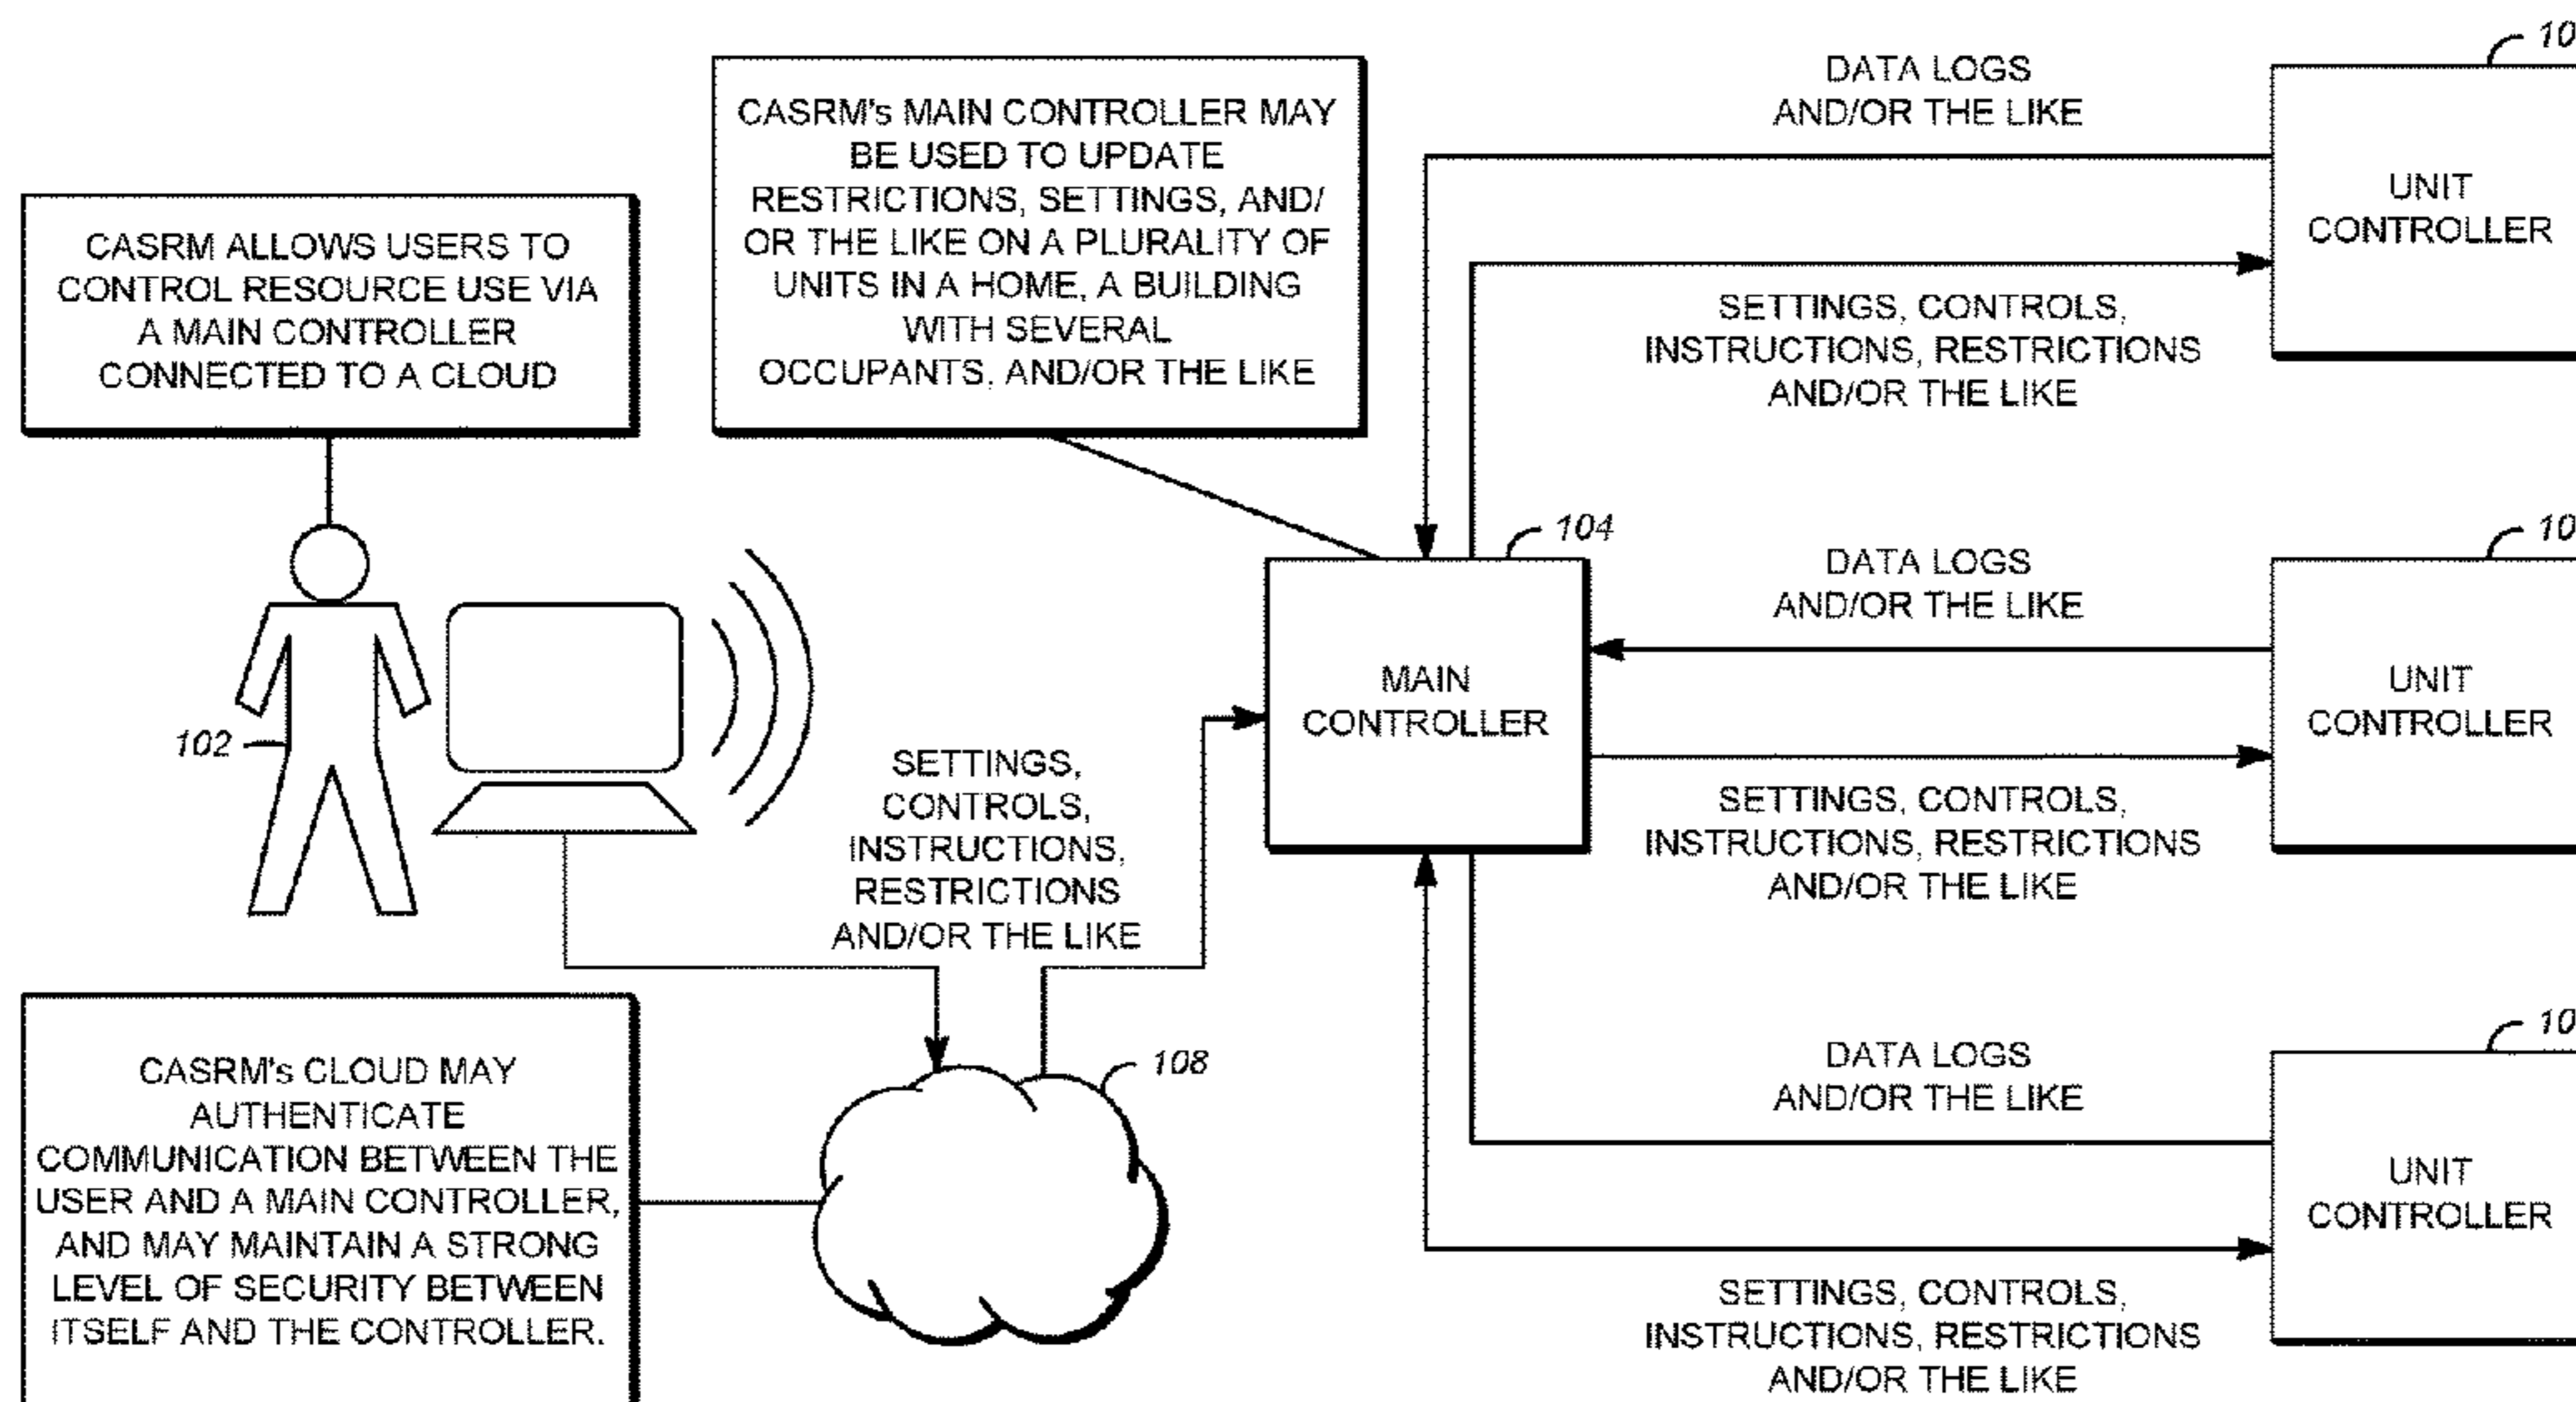 CASRM ALLOWS USERS TO
CONTROL RESOURCE USE VIA
A MAIN CONTROLLER
CONNECTED TO A CLOUD
CASRM's MAIN CONTROLLER MAY
BE USED TO UPDATE
RESTRICTIONS, SETTINGS, AND/
OR THE LIKE ON A PLURALITY OF
UNITS IN A HOME, A BUILDING
WITH SEVERAL
OCCUPANTS, AND/OR THE LIKE
DATA LOGS
AND/OR THE LIKE
10
UNIT
CONTROLLER
SETTINGS, CONTROLS,
INSTRUCTIONS, RESTRICTIONS
AND/OR THE LIKE
102
SETTINGS,
CONTROLS,
INSTRUCTIONS,
RESTRICTIONS
AND/OR THE LIKE
104
MAIN
CONTROLLER
DATA LOGS
AND/OR THE LIKE
10
UNIT
CONTROLLER
SETTINGS, CONTROLS,
INSTRUCTIONS, RESTRICTIONS
AND/OR THE LIKE
CASRM's CLOUD MAY
AUTHENTICATE
COMMUNICATION BETWEEN THE
USER AND A MAIN CONTROLLER,
AND MAY MAINTAIN A STRONG
LEVEL OF SECURITY BETWEEN
ITSELF AND THE CONTROLLER.
108
DATA LOGS
AND/OR THE LIKE
10
UNIT
CONTROLLER
SETTINGS, CONTROLS,
INSTRUCTIONS, RESTRICTIONS
AND/OR THE LIKE